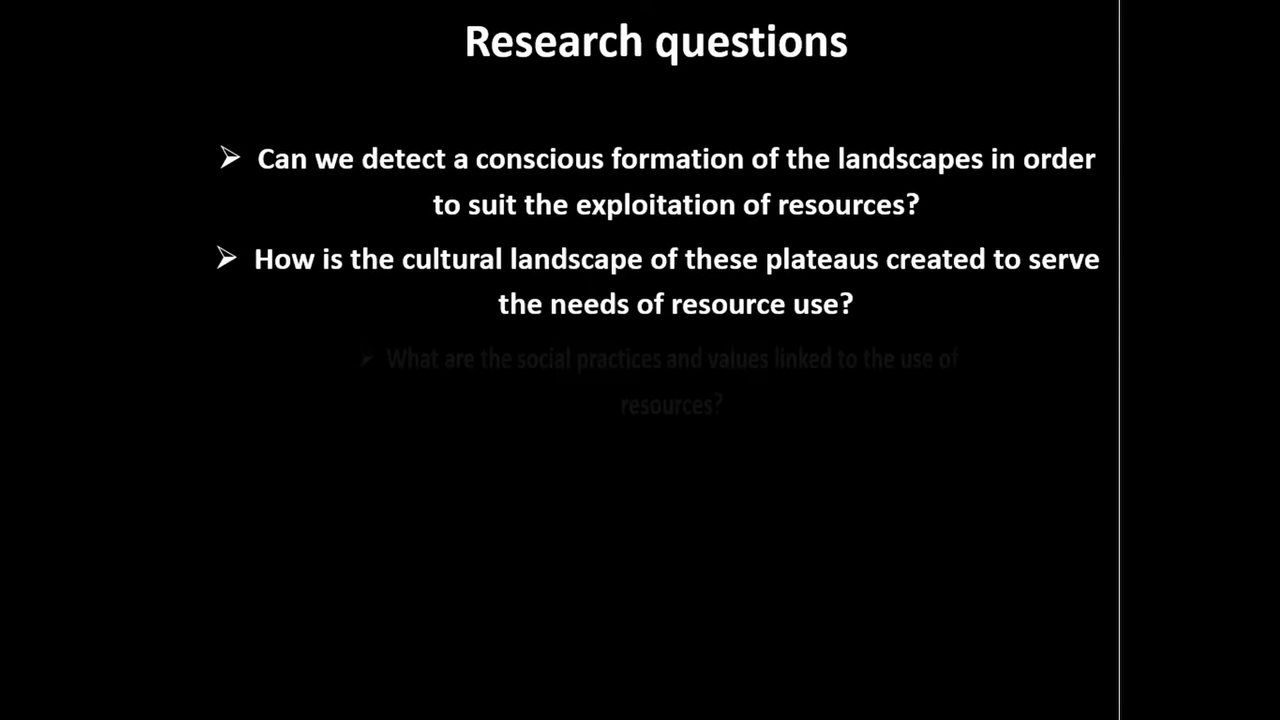 Research questions
➢ Can we detect a conscious formation of the landscapes in order
to suit the exploitation of resources?
➢ How is the cultural landscape of these plateaus created to serve
the needs of resource use?
➢ What are the social practices and values linked to the use of
resources?